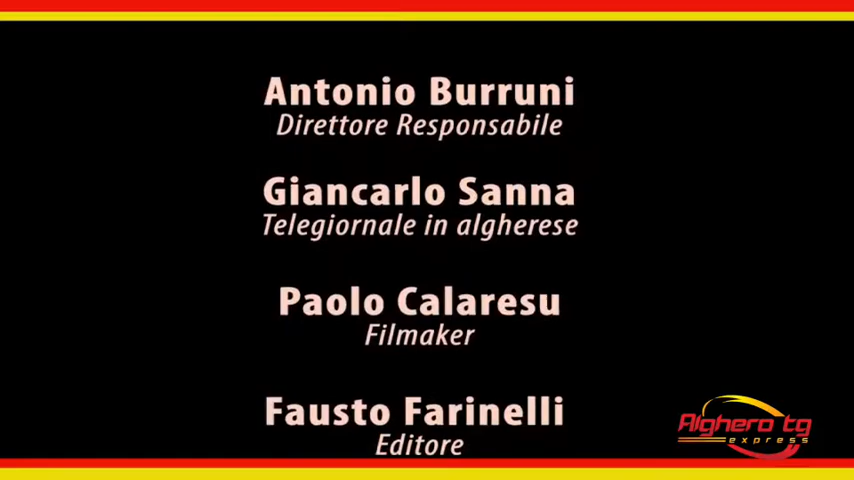 Antonio Burruni
Direttore Responsabile
Giancarlo Sanna
Telegiornale in algherese
Paolo Calaresu
Filmaker
Fausto Farinelli
Editore
Alghero tg
express